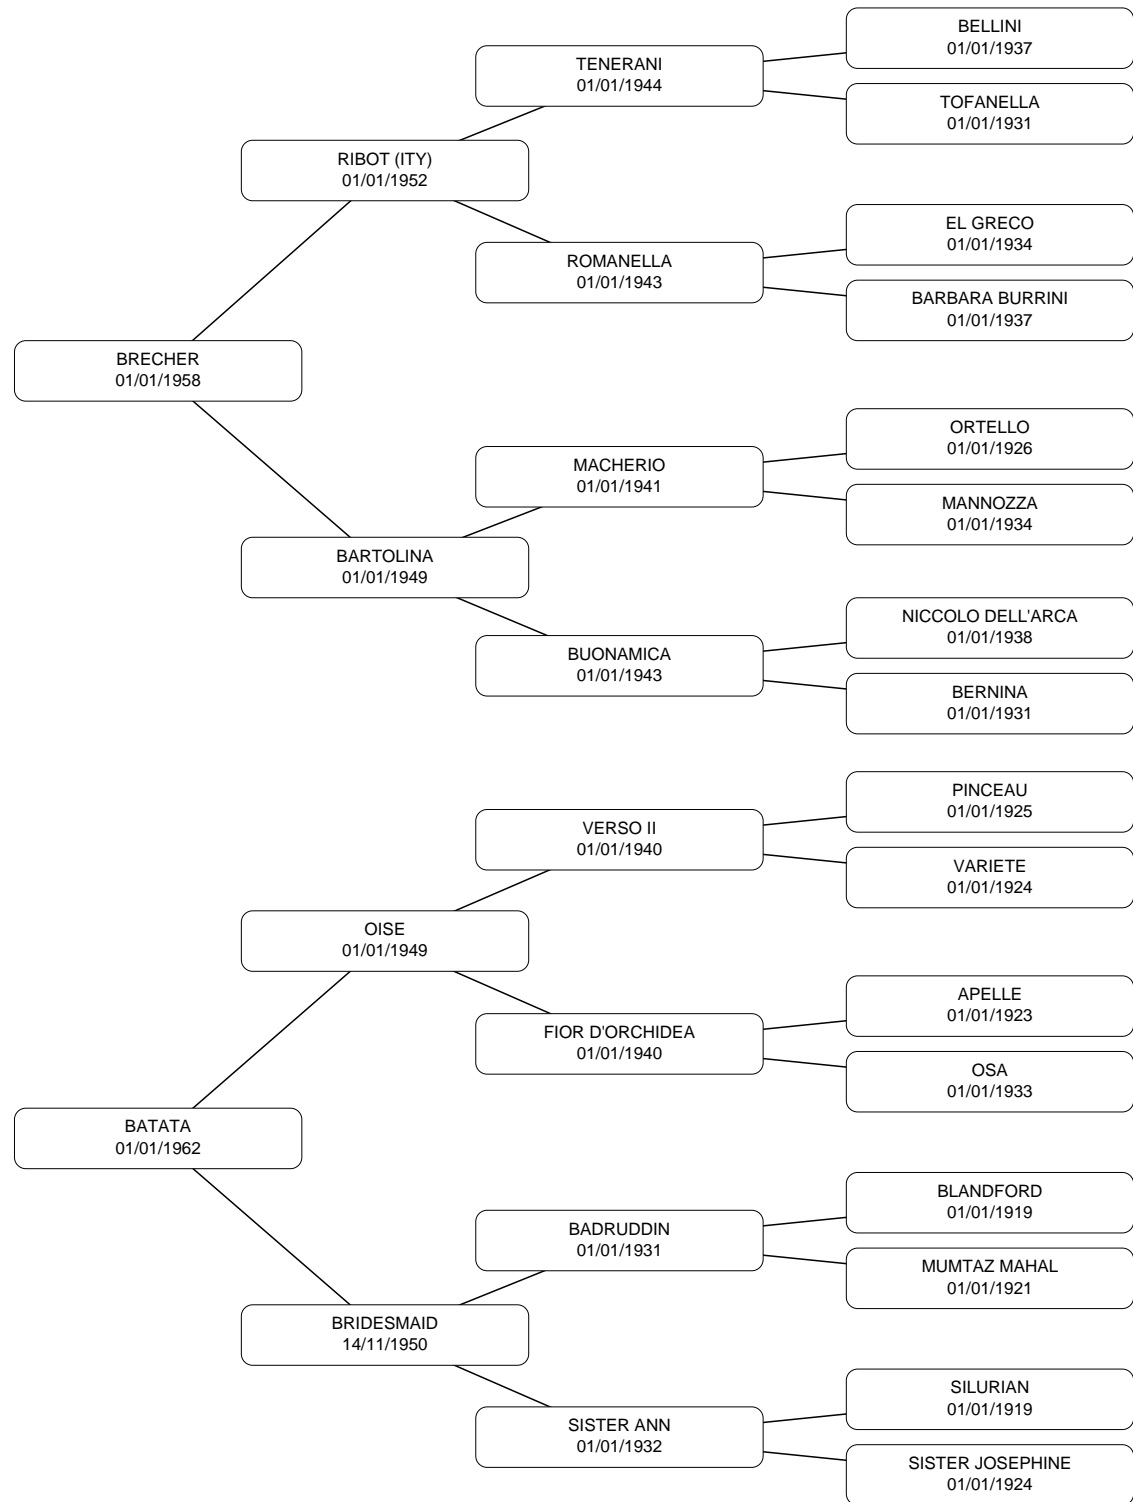 BELLINI
01/01/1937
TENERANI
01/01/1944
TOFANELLA
01/01/1931
RIBOT (ITY)
01/01/1952
EL GRECO
01/01/1934
ROMANELLA
01/01/1943
BARBARA BURRINI
01/01/1937
BRECHER
01/01/1958
ORTELLO
01/01/1926
MACHERIO
01/01/1941
MANNOZZA
01/01/1934
BARTOLINA
01/01/1949
NICCOLO DELL'ARCA
01/01/1938
BUONAMICA
01/01/1943
BERNINA
01/01/1931
PINCEAU
01/01/1925
VERSO II
01/01/1940
VARIETE
01/01/1924
OISE
01/01/1949
APELLE
01/01/1923
FIOR D'ORCHIDEA
01/01/1940
OSA
01/01/1933
BATATA
01/01/1962
BLANDFORD
01/01/1919
BADRUDDIN
01/01/1931
MUMTAZ MAHAL
01/01/1921
BRIDESMAID
14/11/1950
SILURIAN
01/01/1919
SISTER ANN
01/01/1932
SISTER JOSEPHINE
01/01/1924